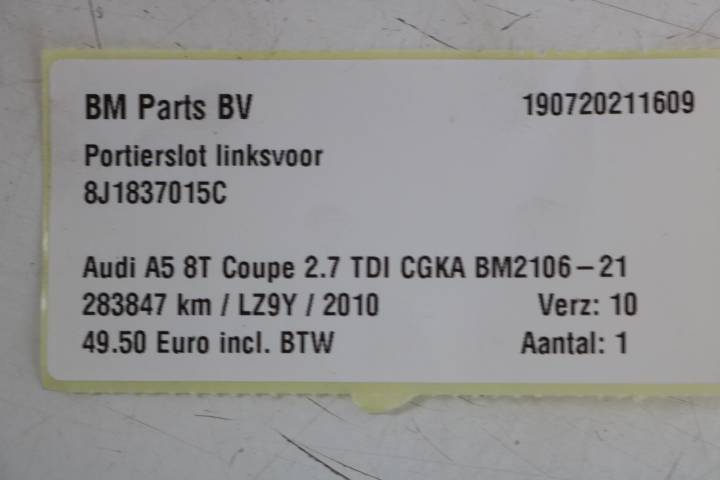 BM Parts BV 190720211609
Portierslot linksvoor
8J1837015C
Audi A5 8T Coupe 2.7 TDI CGKA BM2106-21
283847 km / LZ9Y / 2010 Verz: 10
49.50 Euro incl. BTW Aantal: 1